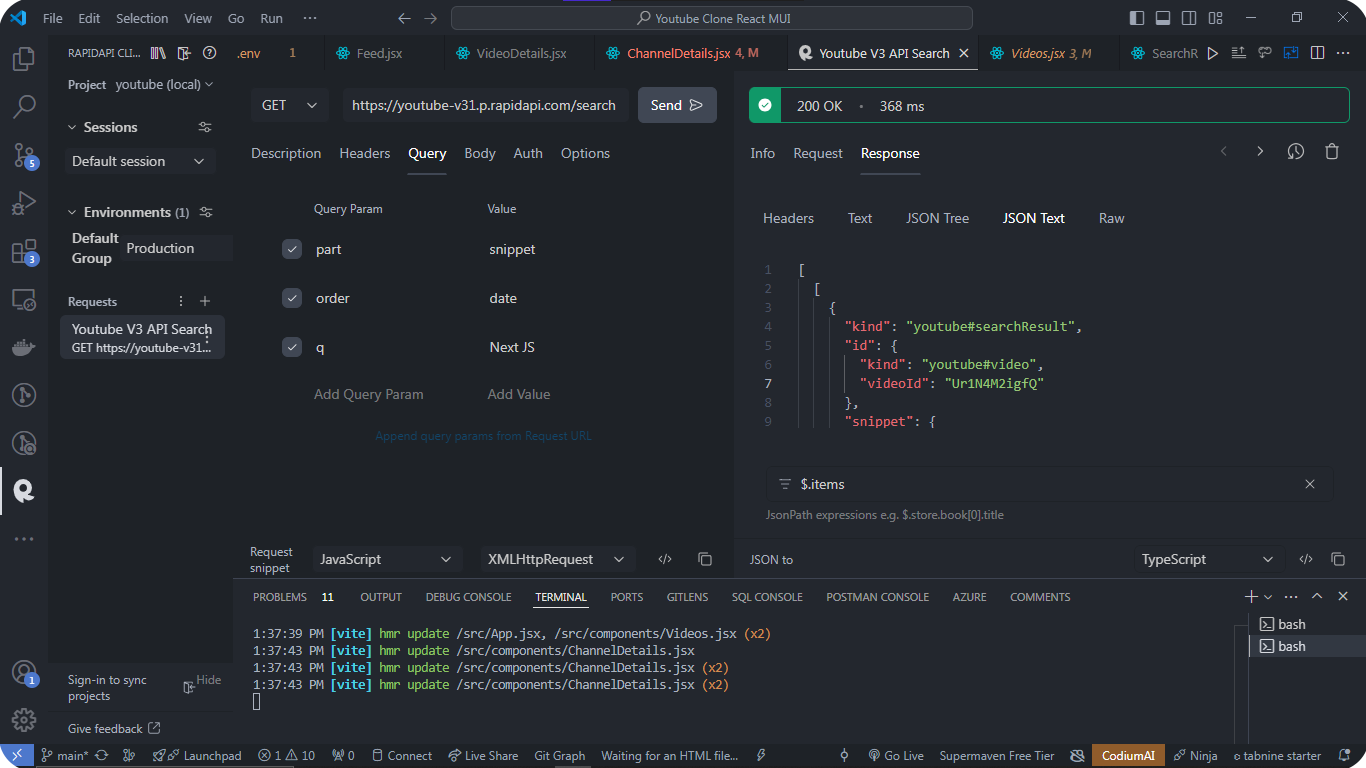 File Edit Selection View Go Run ··· Youtube Clone React MUI
RAPIDAPI CLI... .env 1 Feed.jsx VideoDetails.jsx ChannelDetails.jsx 4, M Youtube V3 API Search Videos.jsx 3, M SearchR
Project youtube (local)
Sessions
Default session
Environments (1)
Default Group
Production
Requests
Youtube V3 API Search
GET https://youtube-v31...
Sign-in to sync projects
Hide
Give feedback
5
3
1
GET https://youtube-v31.p.rapidapi.com/search Send
Description Headers Query Body Auth Options
Query Param Value
part snippet
order date
q Next JS
Add Query Param Add Value
Append query params from Request URL
Request snippet
JavaScript XMLHttpRequest
200 OK • 368 ms
Info Request Response
Headers Text JSON Tree JSON Text Raw
1 [
2 [
3 {
4 "kind": "youtube#searchResult",
5 "id": {
6 "kind": "youtube#video",
7 "videoId": "Ur1N4M2igfQ"
8 },
9 "snippet": {
$.items
JsonPath expressions e.g. $.store.book[0].title
JSON to TypeScript
PROBLEMS 11 OUTPUT DEBUG CONSOLE TERMINAL PORTS GITLENS SQL CONSOLE POSTMAN CONSOLE AZURE COMMENTS
1:37:39 PM [vite] hmr update /src/App.jsx, /src/components/Videos.jsx (x2)
1:37:43 PM [vite] hmr update /src/components/ChannelDetails.jsx
1:37:43 PM [vite] hmr update /src/components/ChannelDetails.jsx (x2)
1:37:43 PM [vite] hmr update /src/components/ChannelDetails.jsx (x2)
bash
bash
main* Launchpad 1 10 0 Connect Live Share Git Graph Waiting for an HTML file... Go Live Supermaven Free Tier CodiumAI Ninja tabnine starter